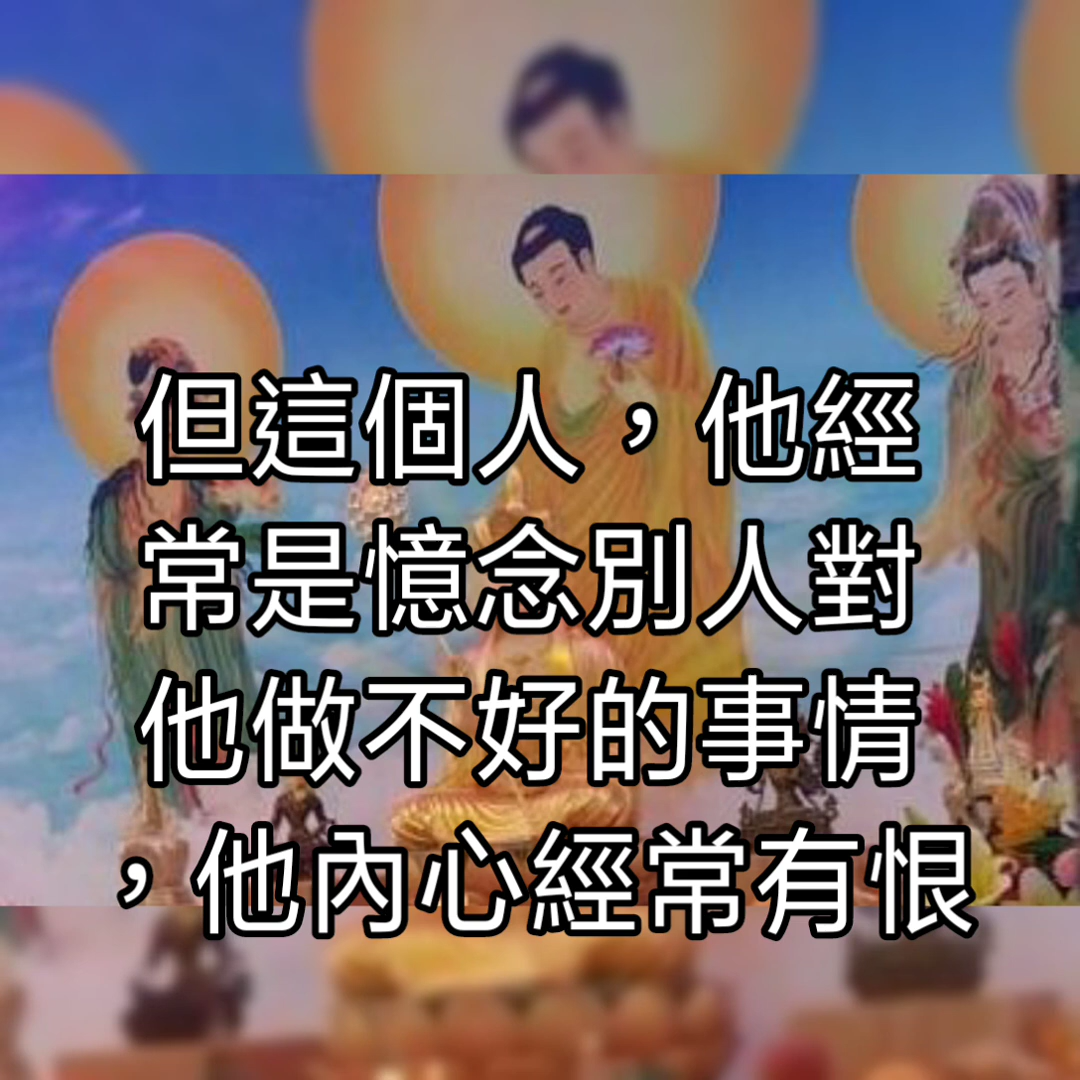 但這個人，他經
常是憶念別人對
他做不好的事情
，他內心經常有恨